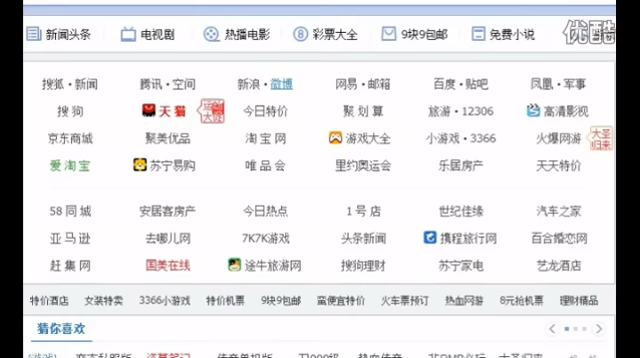 新闻头条 电视剧 热播电影 8 彩票大全 9块9包邮 免费小说 优酷
搜狐·新闻 腾讯·空间 新浪·微博 网易·邮箱 百度·贴吧 凤凰·军事
搜狗 天猫 今日特价 聚划算 旅游·12306 高清影视
京东商城 聚美优品 淘宝网 游戏大全 小游戏·3366 火爆网游 大圣归来
爱淘宝 苏宁易购 唯品会 里约奥运会 乐居房产 天天特价
58同城 安居客房产 今日热点 1号店 世纪佳缘 汽车之家
亚马逊 去哪儿网 7K7K游戏 头条新闻 携程旅行网 百合婚恋网
赶集网 国美在线 途牛旅游网 搜狗理财 苏宁家电 艺龙酒店
特价酒店 女装特卖 3366小游戏 特价机票 9块9包邮 蛮便宜特价 火车票预订 热血网游 8元抢机票 理财精品
猜你喜欢